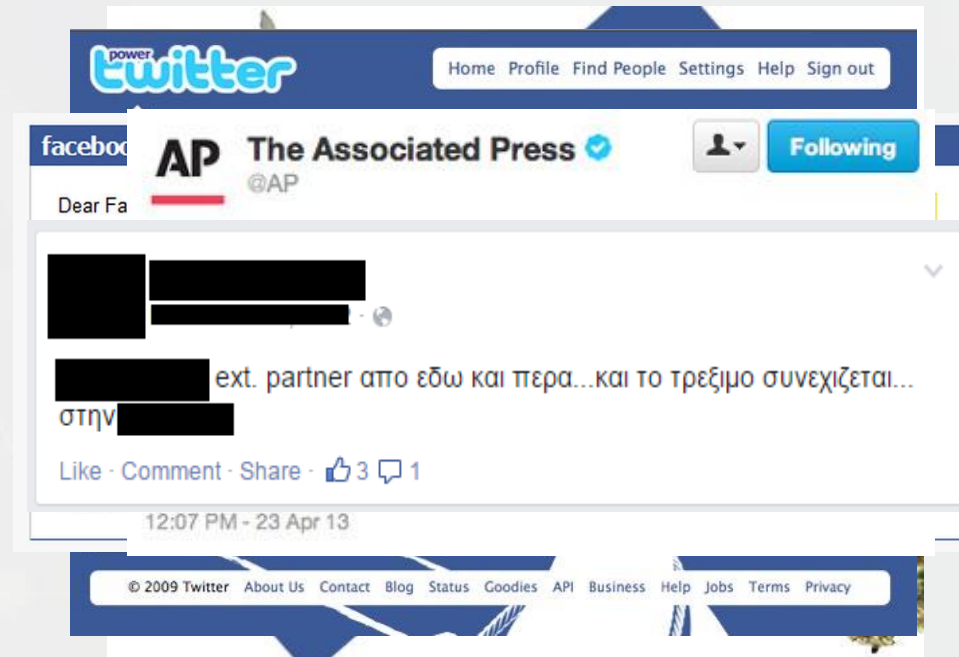 power
twitter
Home Profile Find People Settings Help Sign out
facebo
AP The Associated Press
@AP
Following
Dear Fa
ext. partner απο εδω και περα...και το τρεξιμο συνεχιζεται...
στην
Like · Comment · Share · 3 1
12:07 PM - 23 Apr 13
© 2009 Twitter About Us Contact Blog Status Goodies API Business Help Jobs Terms Privacy